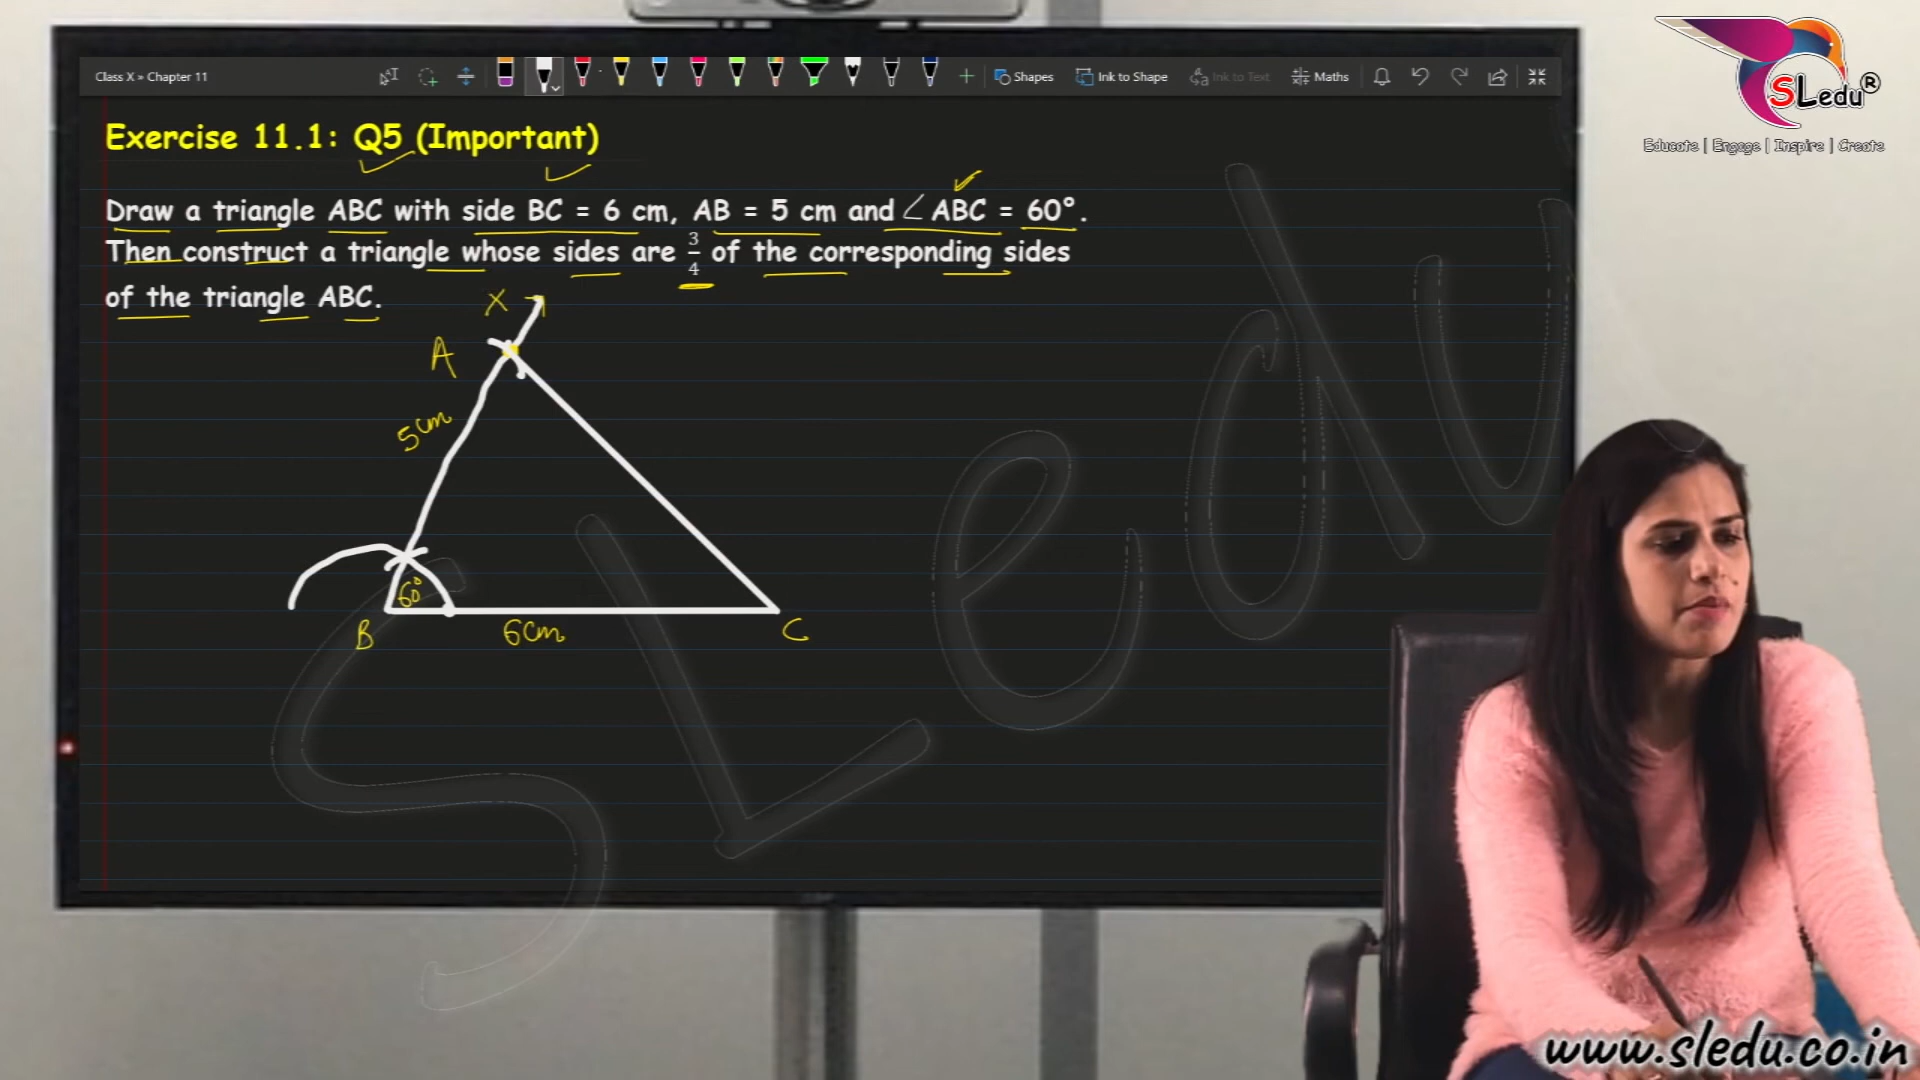 SLedu®
Educate | Engage | Inspire | Create
Class X » Chapter 11
Shapes
Ink to Shape
Ink to Text
Maths
Exercise 11.1: Q5 (Important)
Draw a triangle ABC with side BC = 6 cm, AB = 5 cm and ∠ABC = 60°.
Then construct a triangle whose sides are 3/4 of the corresponding sides
of the triangle ABC.
X
A
5cm
60°
B 6cm C
SLedu
www.sledu.co.in